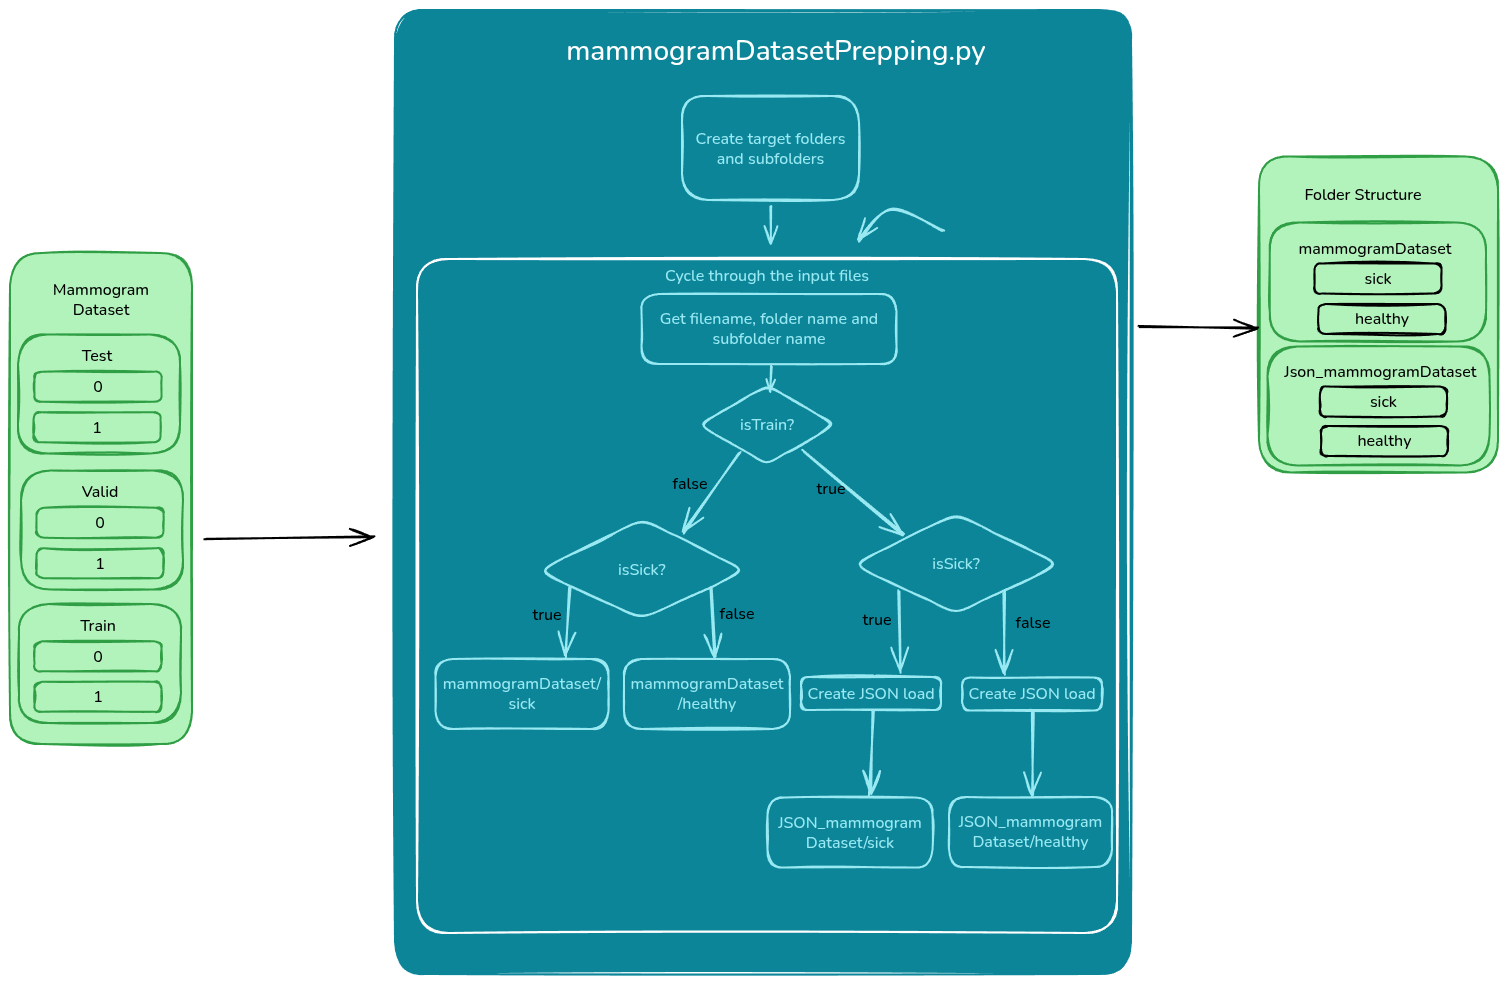 mammogramDatasetPrepping.py
Create target folders
and subfolders
Cycle through the input files
Get filename, folder name and
subfolder name
isTrain?
false
true
isSick?
isSick?
true
false
true
false
mammogramDataset/
sick
mammogramDataset
/healthy
Create JSON load
Create JSON load
JSON_mammogram
Dataset/sick
JSON_mammogram
Dataset/healthy
Mammogram
Dataset
Test
0
1
Valid
0
1
Train
0
1
Folder Structure
mammogramDataset
sick
healthy
Json_mammogramDataset
sick
healthy